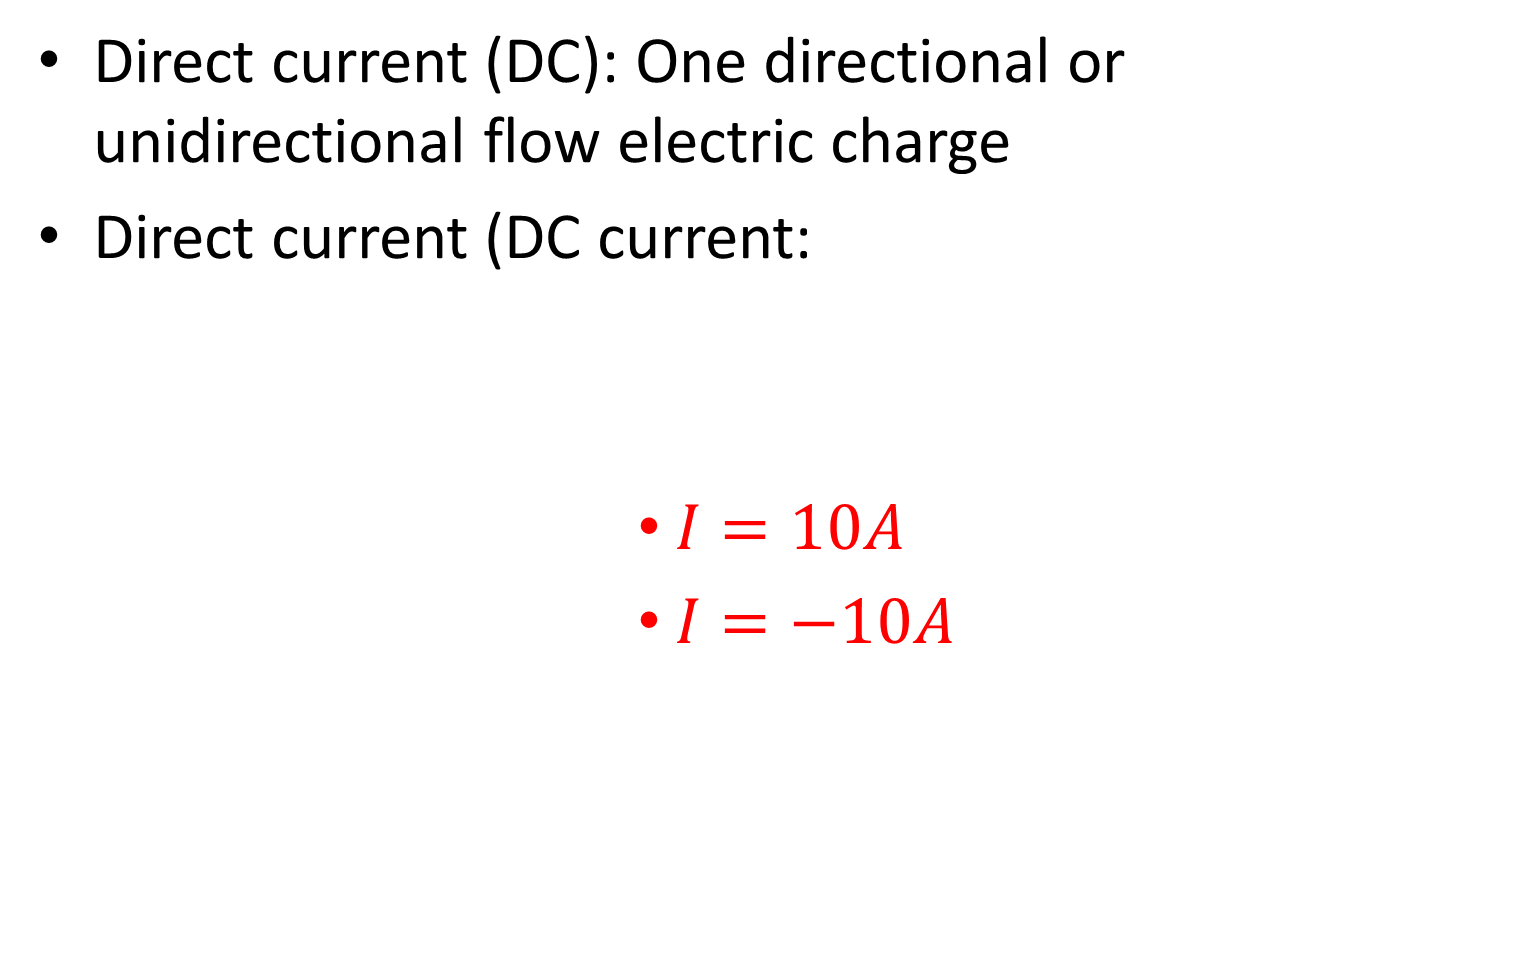 • Direct current (DC): One directional or
unidirectional flow electric charge
• Direct current (DC current:
• I = 10A
• I = −10A